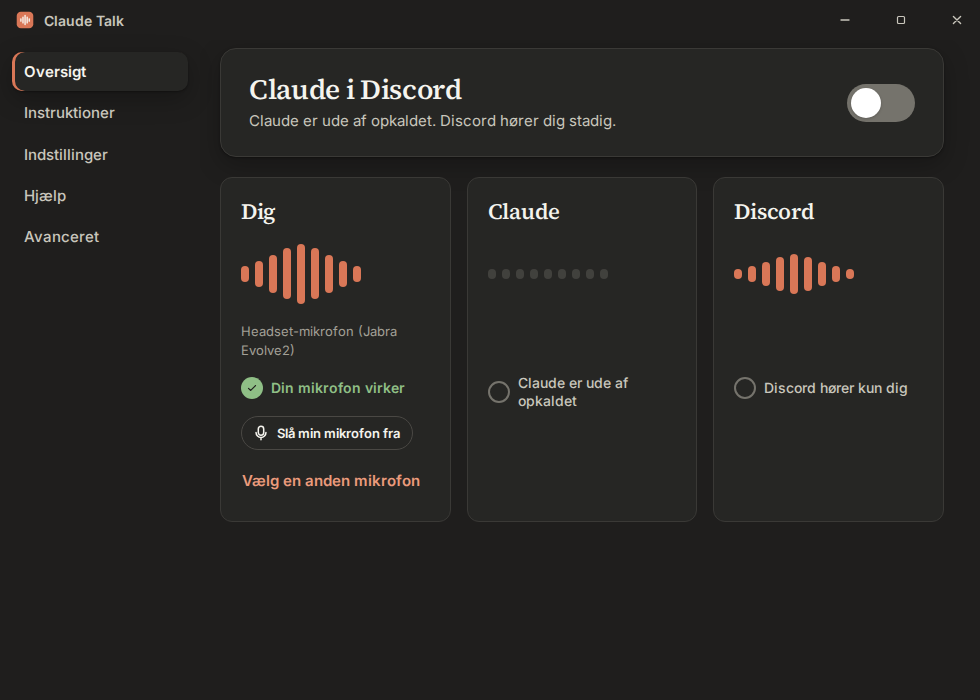 Claude Talk
Oversigt
Instruktioner
Indstillinger
Hjælp
Avanceret
Claude i Discord
Claude er ude af opkaldet. Discord hører dig stadig.
Dig
Headset-mikrofon (Jabra
Evolve2)
Din mikrofon virker
Slå min mikrofon fra
Vælg en anden mikrofon
Claude
Claude er ude af
opkaldet
Discord
Discord hører kun dig